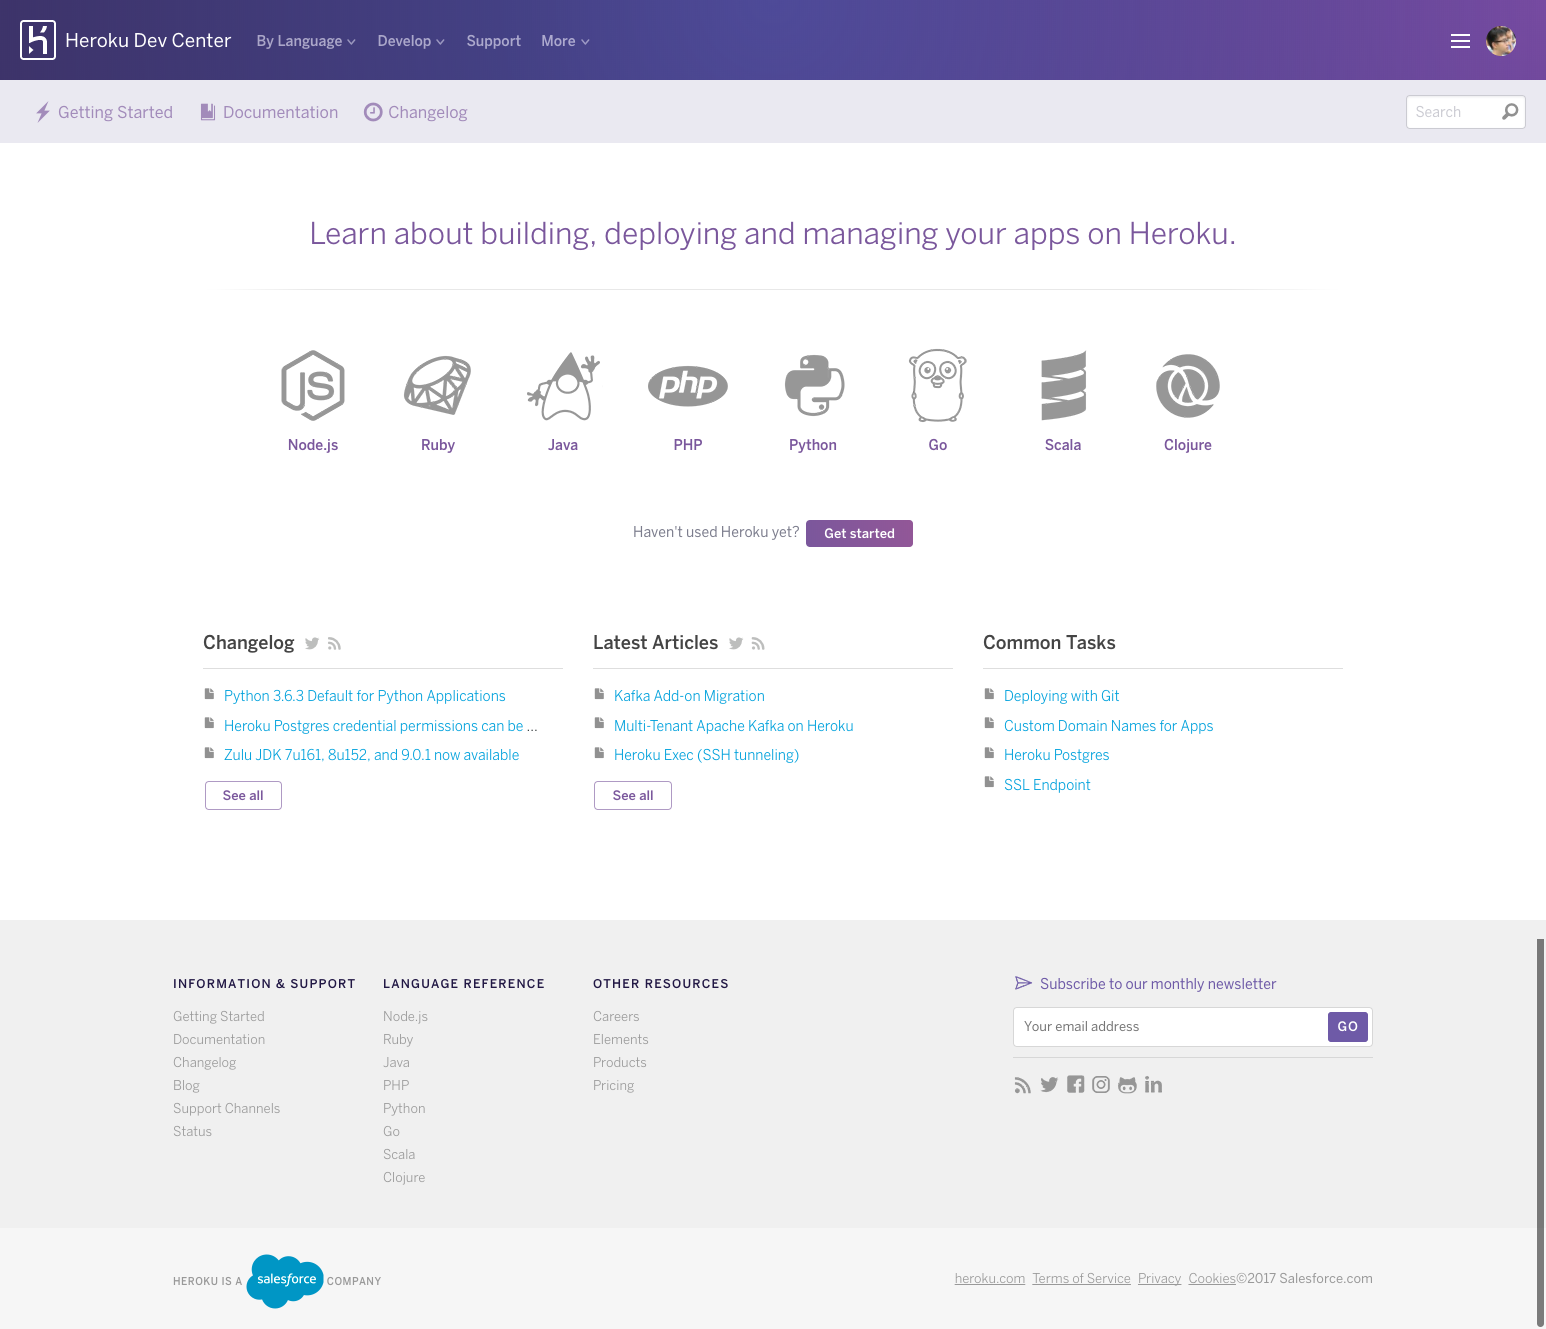 Heroku Dev Center By Language Develop Support More
Getting Started Documentation Changelog Search
Learn about building, deploying and managing your apps on Heroku.
JS php
Node.js Ruby Java PHP Python Go Scala Clojure
Haven't used Heroku yet? Get started
Changelog
Python 3.6.3 Default for Python Applications
Heroku Postgres credential permissions can be ...
Zulu JDK 7u161, 8u152, and 9.0.1 now available
See all
Latest Articles
Kafka Add-on Migration
Multi-Tenant Apache Kafka on Heroku
Heroku Exec (SSH tunneling)
See all
Common Tasks
Deploying with Git
Custom Domain Names for Apps
Heroku Postgres
SSL Endpoint
INFORMATION & SUPPORT
Getting Started
Documentation
Changelog
Blog
Support Channels
Status
LANGUAGE REFERENCE
Node.js
Ruby
Java
PHP
Python
Go
Scala
Clojure
OTHER RESOURCES
Careers
Elements
Products
Pricing
Subscribe to our monthly newsletter
Your email address GO
HEROKU IS A salesforce COMPANY
heroku.com Terms of Service Privacy Cookies©2017 Salesforce.com